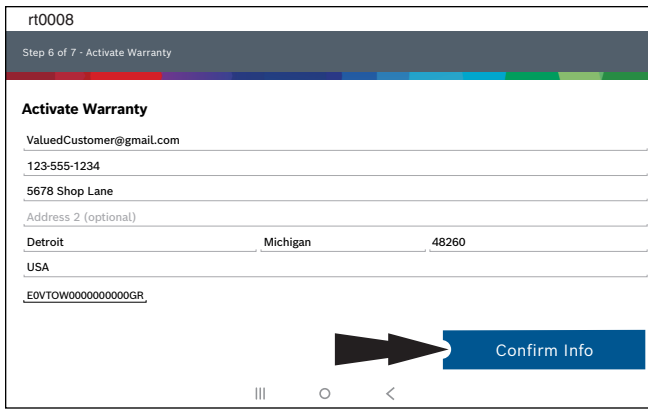 rt0008
Step 6 of 7 - Activate Warranty
Activate Warranty
ValuedCustomer@gmail.com
123-555-1234
5678 Shop Lane
Address 2 (optional)
Detroit Michigan 48260
USA
E0VTOW0000000000GR
Confirm Info